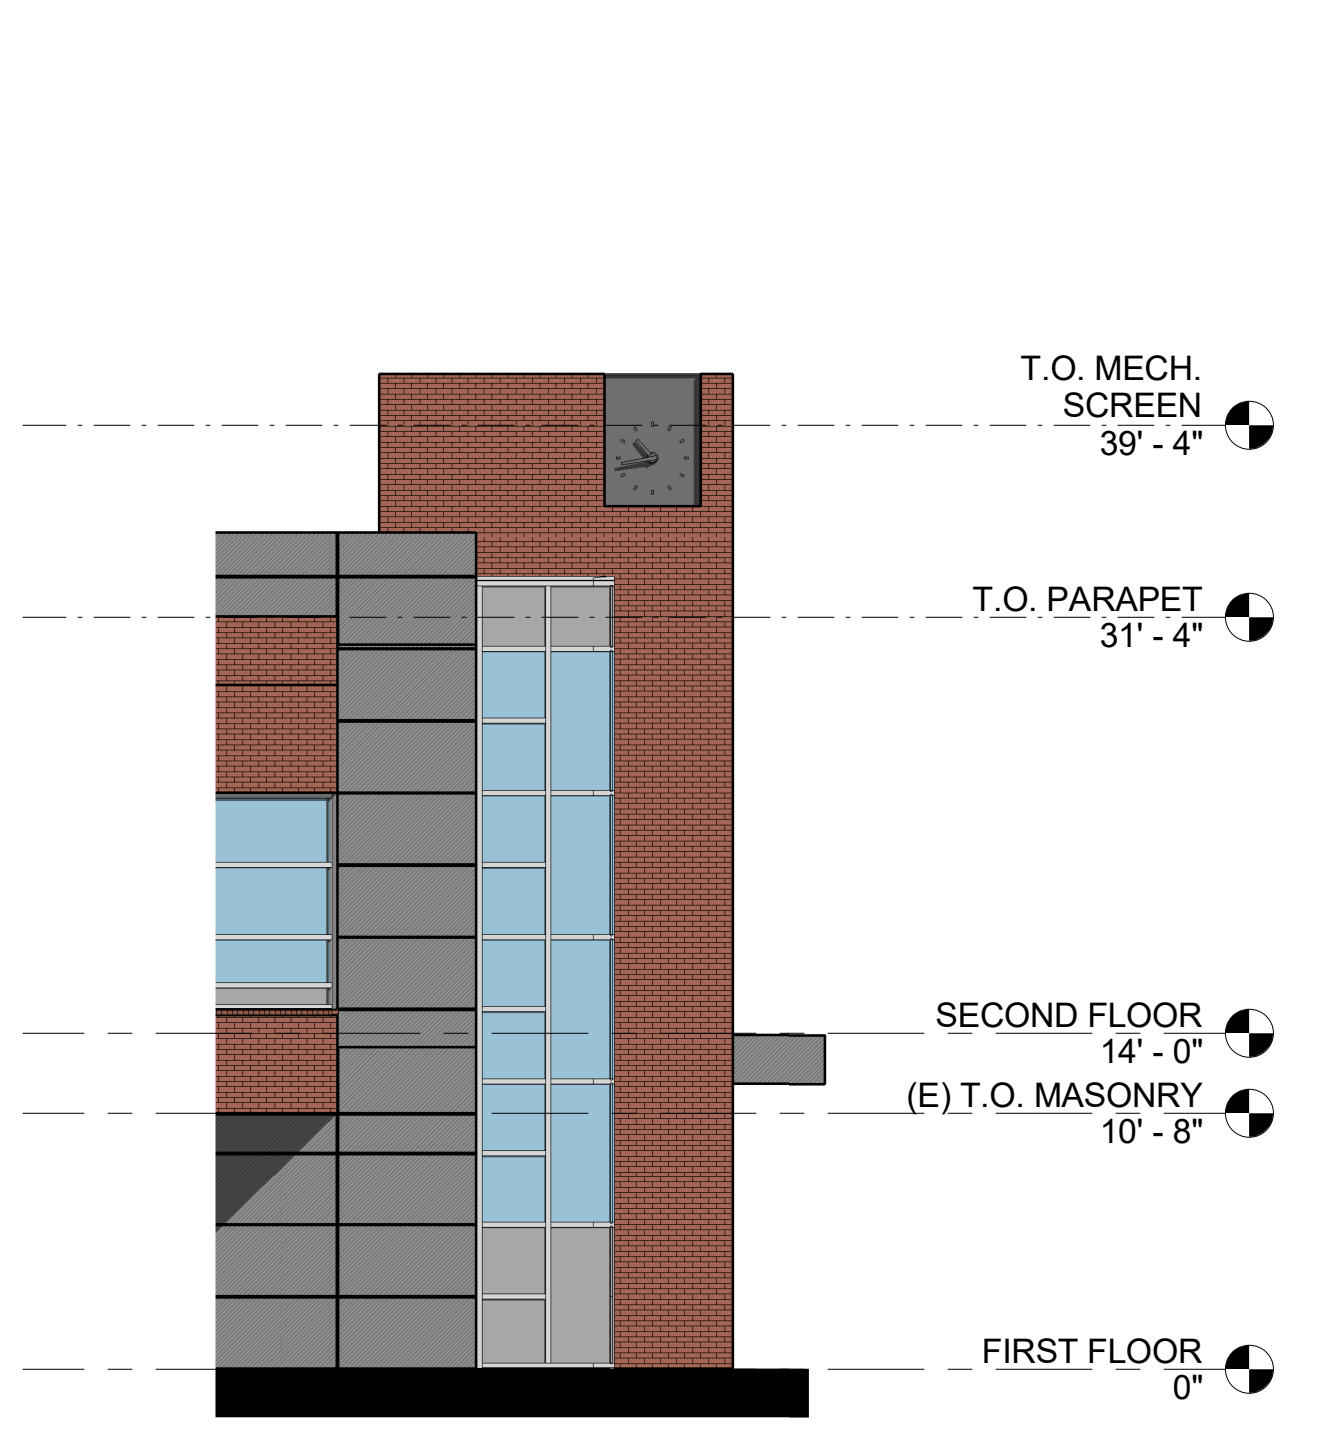 T.O. MECH.
SCREEN
39' - 4"
T.O. PARAPET
31' - 4"
SECOND FLOOR
14' - 0"
(E) T.O. MASONRY
10' - 8"
FIRST FLOOR
0"